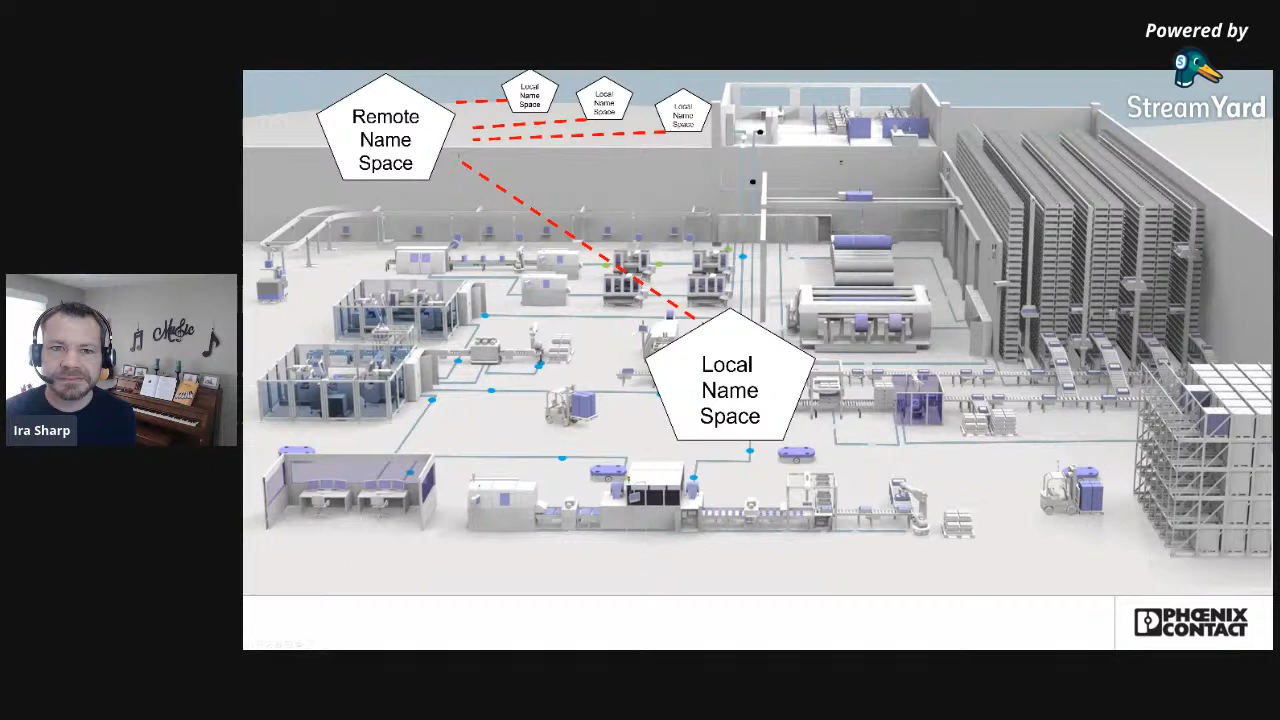 Powered by
StreamYard
Remote
Name
Space
Local
Name
Space
Local
Name
Space
Local
Name
Space
Local
Name
Space
Music
Ira Sharp
PHŒNIX
CONTACT